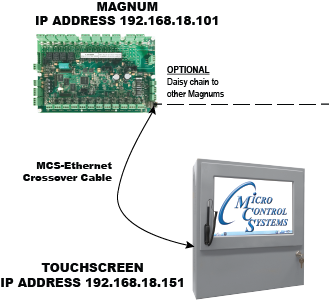 MAGNUM
IP ADDRESS 192.168.18.101
OPTIONAL
Daisy chain to
other Magnums
MCS-Ethernet
Crossover Cable
MICRO
CONTROL
SYSTEMS
TOUCHSCREEN
IP ADDRESS 192.168.18.151